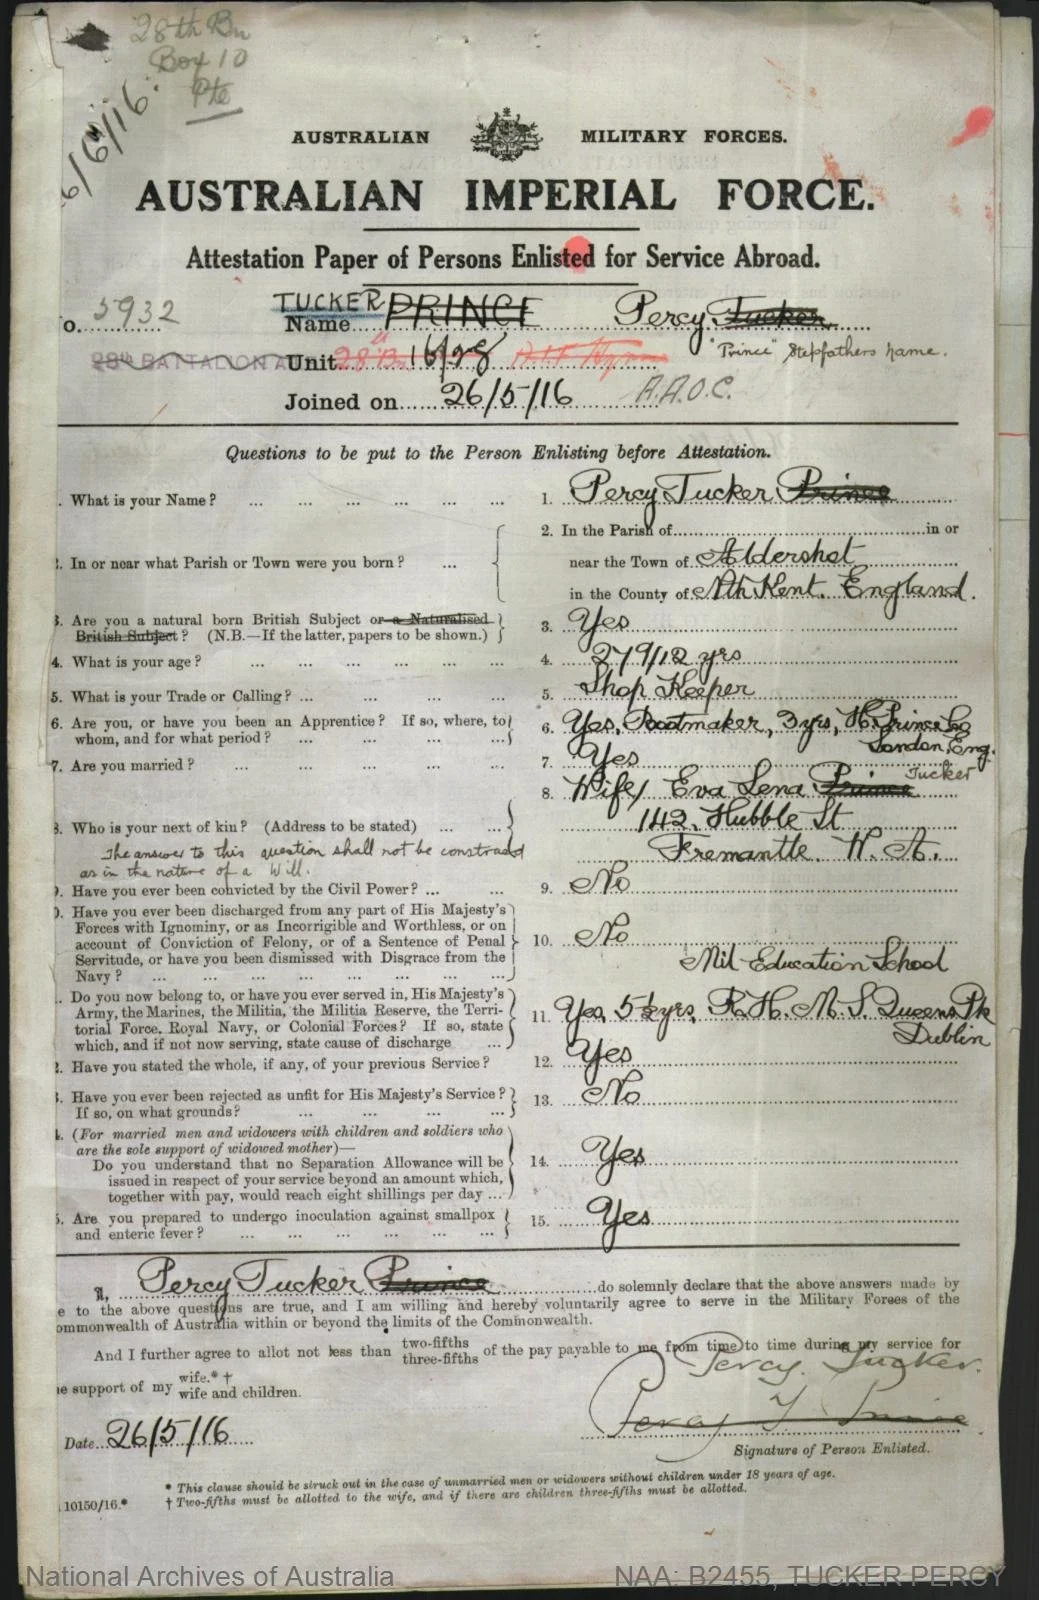 28th Bn
Box 10
Pte
6/6/16
AUSTRALIAN MILITARY FORCES.
AUSTRALIAN IMPERIAL FORCE.
Attestation Paper of Persons Enlisted for Service Abroad.
o. 5932 TUCKER
Name PRINCE Percy Tucker
"Prince" Stepfathers name.
28th BATTALION A Unit 28th Bn 16/28
Joined on 26/5/16 A.A.O.C.
Questions to be put to the Person Enlisting before Attestation.
. What is your Name? ... 1. Percy Tucker Prince
2. In the Parish of in or
. In or near what Parish or Town were you born? ... near the Town of Aldershot
in the County of Nth Kent. England.
3. Are you a natural born British Subject or a Naturalised
British Subject? (N.B.—If the latter, papers to be shown.) 3. Yes
4. What is your age? ... 4. 27 9/12 yrs
5. What is your Trade or Calling? ... 5. Shop Keeper
6. Are you, or have you been an Apprentice? If so, where, to
whom, and for what period? ... 6. Yes, Bootmaker, 3 yrs, H. Prince Co
London, Eng.
7. Are you married? ... 7. Yes
Tucker
8. Wife, Eva Lena Prince
142, Hubble St
8. Who is your next of kin? (Address to be stated) ... Fremantle. W. A.
The answer to this question shall not be construed
as in the nature of a Will.
9. Have you ever been convicted by the Civil Power? ... 9. No
0. Have you ever been discharged from any part of His Majesty's
Forces with Ignominy, or as Incorrigible and Worthless, or on
account of Conviction of Felony, or of a Sentence of Penal 10. No
Servitude, or have you been dismissed with Disgrace from the
Navy? ...
Mil Education School
. Do you now belong to, or have you ever served in, His Majesty's
Army, the Marines, the Militia, the Militia Reserve, the Terri-
torial Force, Royal Navy, or Colonial Forces? If so, state 11. Yes, 5½ yrs, R. H. M. S. Queens Pk
which, and if not now serving, state cause of discharge ... Dublin
2. Have you stated the whole, if any, of your previous Service? 12. Yes
3. Have you ever been rejected as unfit for His Majesty's Service?
If so, on what grounds? ... 13. No
4. (For married men and widowers with children and soldiers who
are the sole support of widowed mother)—
Do you understand that no Separation Allowance will be 14. Yes
issued in respect of your service beyond an amount which,
together with pay, would reach eight shillings per day ...
5. Are you prepared to undergo inoculation against smallpox
and enteric fever? ... 15. Yes
I, Percy Tucker Prince do solemnly declare that the above answers made by
e to the above questions are true, and I am willing and hereby voluntarily agree to serve in the Military Forces of the
ommonwealth of Australia within or beyond the limits of the Commonwealth.
And I further agree to allot not less than two-fifths three-fifths of the pay payable to me from time to time during my service for
e support of my wife.* † wife and children.
Percy. Tucker.
Percy T Prince
Date 26/5/16
Signature of Person Enlisted.
* This clause should be struck out in the case of unmarried men or widowers without children under 18 years of age.
† Two-fifths must be allotted to the wife, and if there are children three-fifths must be allotted.
10150/16.*
National Archives of Australia NAA: B2455, TUCKER PERCY